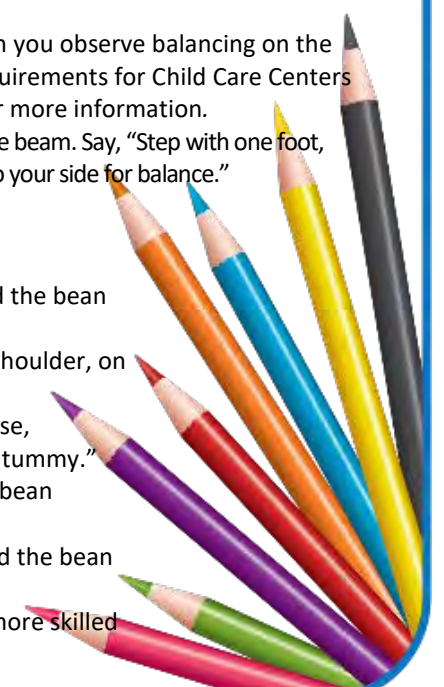 n you observe balancing on the
uirements for Child Care Centers
r more information.
e beam. Say, “Step with one foot,
o your side for balance.”
d the bean
shoulder, on
se,
tummy.”
bean
d the bean
more skilled